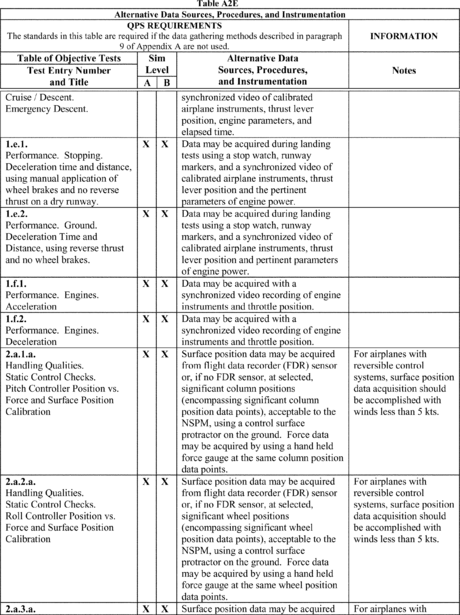 Table A2E
Alternative Data Sources, Procedures, and Instrumentation
QPS REQUIREMENTS
The standards in this table are required if the data gathering methods described in paragraph
9 of Appendix A are not used.
INFORMATION
Table of Objective Tests
Test Entry Number
and Title
Sim
Level
A B
Alternative Data
Sources, Procedures,
and Instrumentation
Notes
Cruise / Descent.
Emergency Descent.
synchronized video of calibrated
airplane instruments, thrust lever
position, engine parameters, and
elapsed time.
1.e.1.
Performance. Stopping.
Deceleration time and distance,
using manual application of
wheel brakes and no reverse
thrust on a dry runway.
X X
Data may be acquired during landing
tests using a stop watch, runway
markers, and a synchronized video of
calibrated airplane instruments, thrust
lever position and the pertinent
parameters of engine power.
1.e.2.
Performance. Ground.
Deceleration Time and
Distance, using reverse thrust
and no wheel brakes.
X X
Data may be acquired during landing
tests using a stop watch, runway
markers, and a synchronized video of
calibrated airplane instruments, thrust
lever position and pertinent parameters
of engine power.
1.f.1.
Performance. Engines.
Acceleration
X X
Data may be acquired with a
synchronized video recording of engine
instruments and throttle position.
1.f.2.
Performance. Engines.
Deceleration
X X
Data may be acquired with a
synchronized video recording of engine
instruments and throttle position.
2.a.1.a.
Handling Qualities.
Static Control Checks.
Pitch Controller Position vs.
Force and Surface Position
Calibration
X X
Surface position data may be acquired
from flight data recorder (FDR) sensor
or, if no FDR sensor, at selected,
significant column positions
(encompassing significant column
position data points), acceptable to the
NSPM, using a control surface
protractor on the ground. Force data
may be acquired by using a hand held
force gauge at the same column position
data points.
For airplanes with
reversible control
systems, surface position
data acquisition should
be accomplished with
winds less than 5 kts.
2.a.2.a.
Handling Qualities.
Static Control Checks.
Roll Controller Position vs.
Force and Surface Position
Calibration
X X
Surface position data may be acquired
from flight data recorder (FDR) sensor
or, if no FDR sensor, at selected,
significant wheel positions
(encompassing significant wheel
position data points), acceptable to the
NSPM, using a control surface
protractor on the ground. Force data
may be acquired by using a hand held
force gauge at the same wheel position
data points.
For airplanes with
reversible control
systems, surface position
data acquisition should
be accomplished with
winds less than 5 kts.
2.a.3.a.
X X
Surface position data may be acquired
For airplanes with